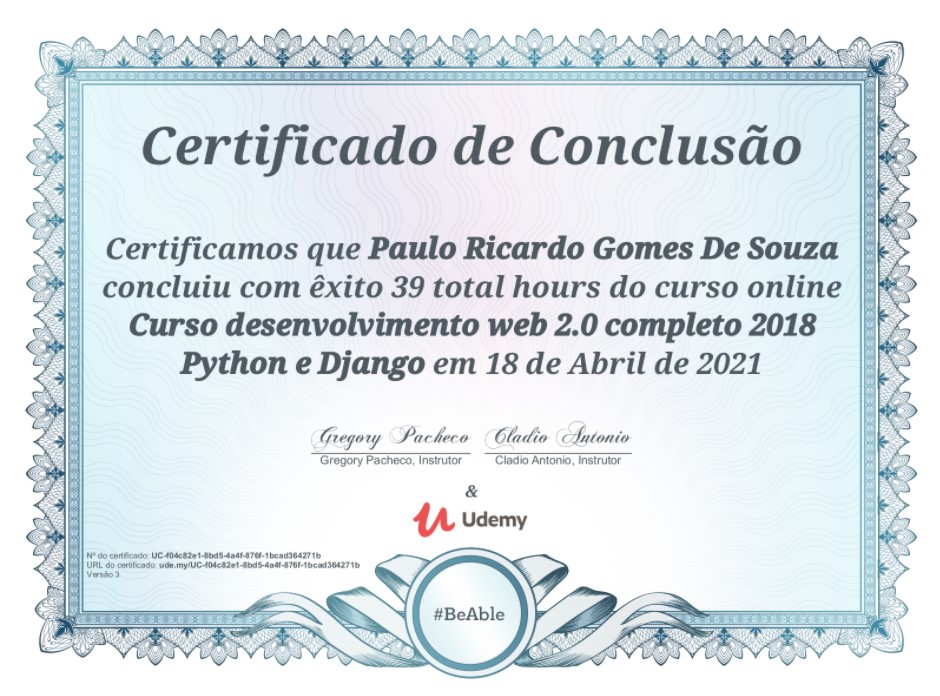 Certificado de Conclusão
Certificamos que Paulo Ricardo Gomes De Souza
concluiu com êxito 39 total hours do curso online
Curso desenvolvimento web 2.0 completo 2018
Python e Django em 18 de Abril de 2021
Gregory Pacheco Cladio Antonio
Gregory Pacheco, Instrutor Cladio Antonio, Instrutor
&
Udemy
Nº do certificado: UC-f04c82e1-8bd5-4a4f-876f-1bcad364271b
URL do certificado: ude.my/UC-f04c82e1-8bd5-4a4f-876f-1bcad364271b
Versão 3
#BeAble